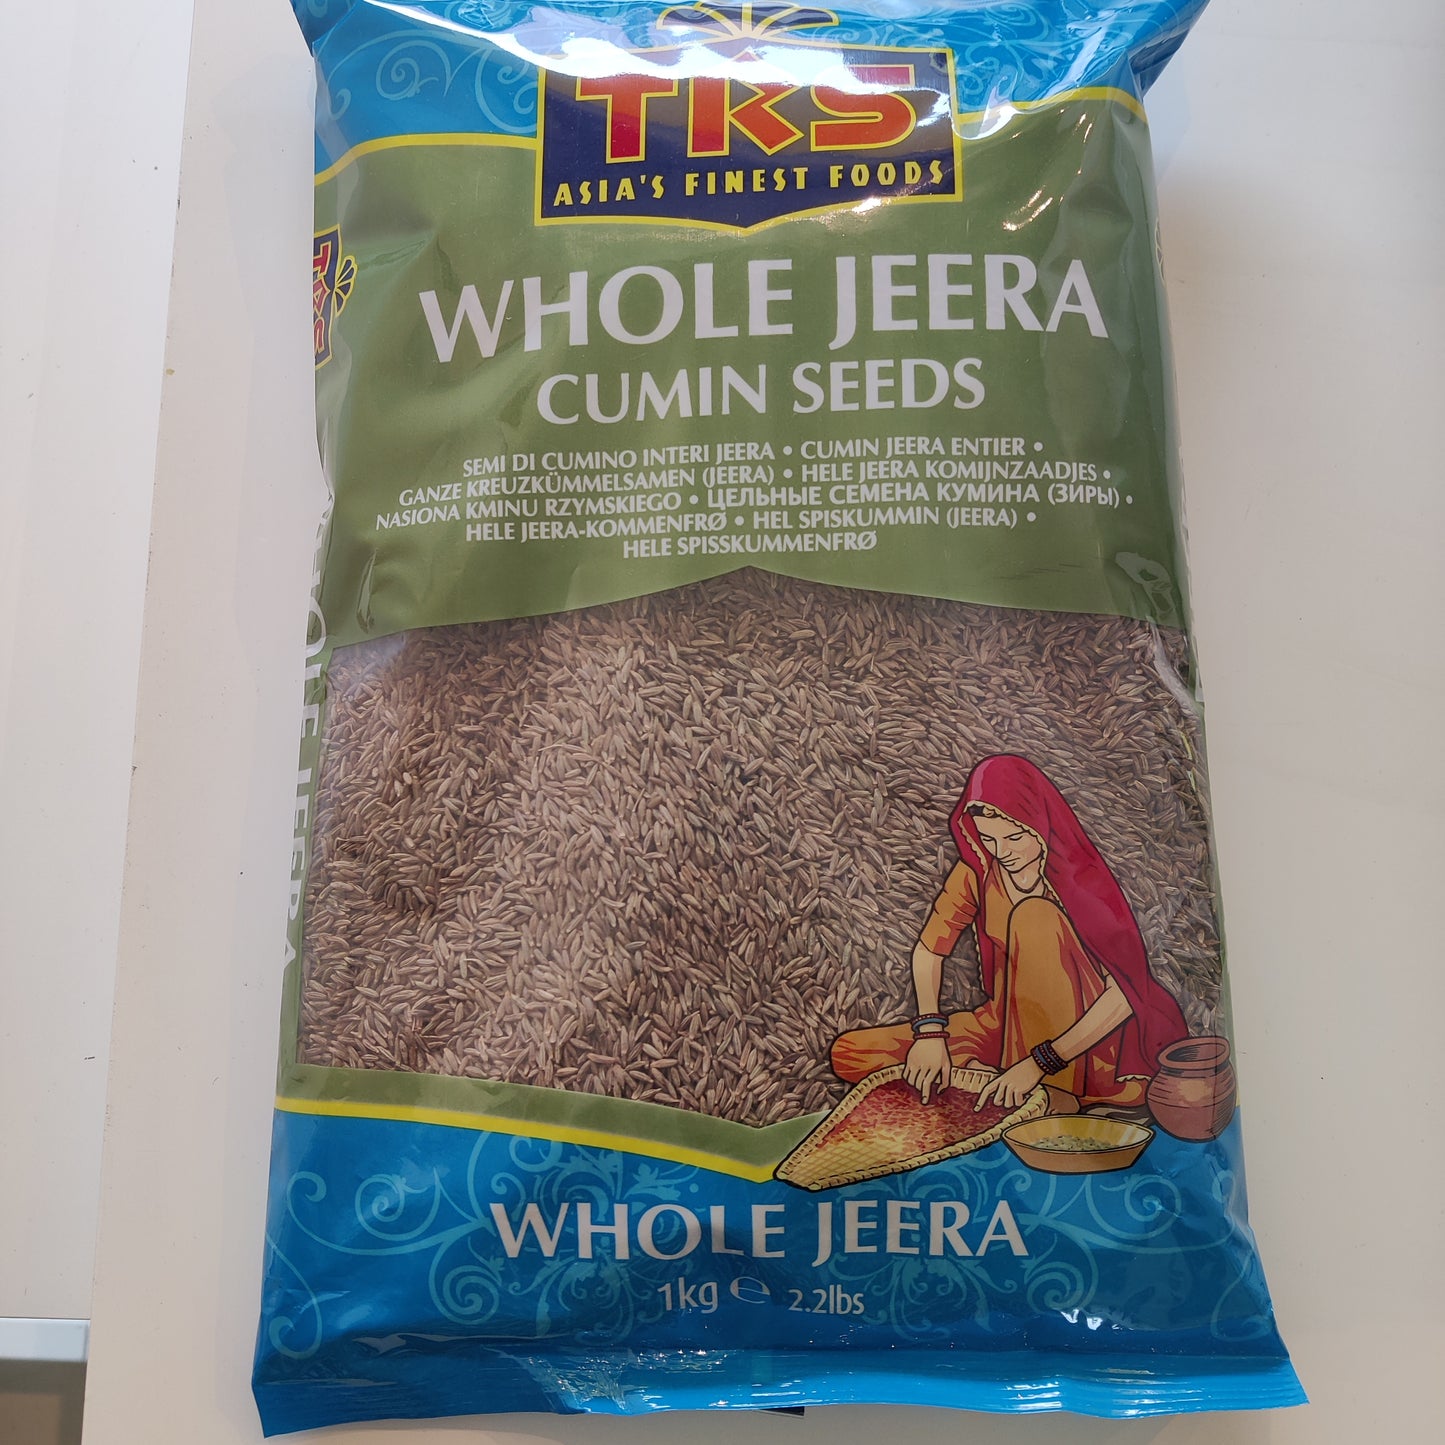 TRS
ASIA'S FINEST FOODS
TRS
WHOLE JEERA
CUMIN SEEDS
SEMI DI CUMINO INTERI JEERA • CUMIN JEERA ENTIER •
GANZE KREUZKÜMMELSAMEN (JEERA) • HELE JEERA KOMIJNZAADJES •
NASIONA KMINU RZYMSKIEGO • ЦЕЛЬНЫЕ СЕМЕНА КУМИНА (ЗИРЫ) •
HELE JEERA-KOMMENFRØ • HEL SPISKUMMIN (JEERA) •
HELE SPISSKUMMENFRØ
WHOLE JEERA
WHOLE JEERA
1kg ℮ 2.2lbs